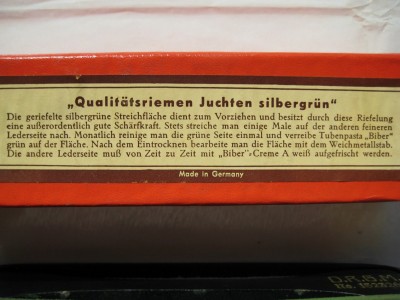 „Qualitätsriemen Juchten silbergrün“
Die geriefelte silbergrüne Streichfläche dient zum Vorziehen und besitzt durch diese Riefelung
eine außerordentlich gute Schärfkraft. Stets streiche man einige Male auf der anderen feineren
Lederseite nach. Monatlich reinige man die grüne Seite einmal und verreibe Tubenpasta „Biber“
grün auf der Fläche. Nach dem Eintrocknen bearbeite man die Fläche mit dem Weichmetallstab.
Die andere Lederseite muß von Zeit zu Zeit mit „Biber“-Creme A weiß aufgefrischt werden.
Made in Germany
D.R.G.M.
No.